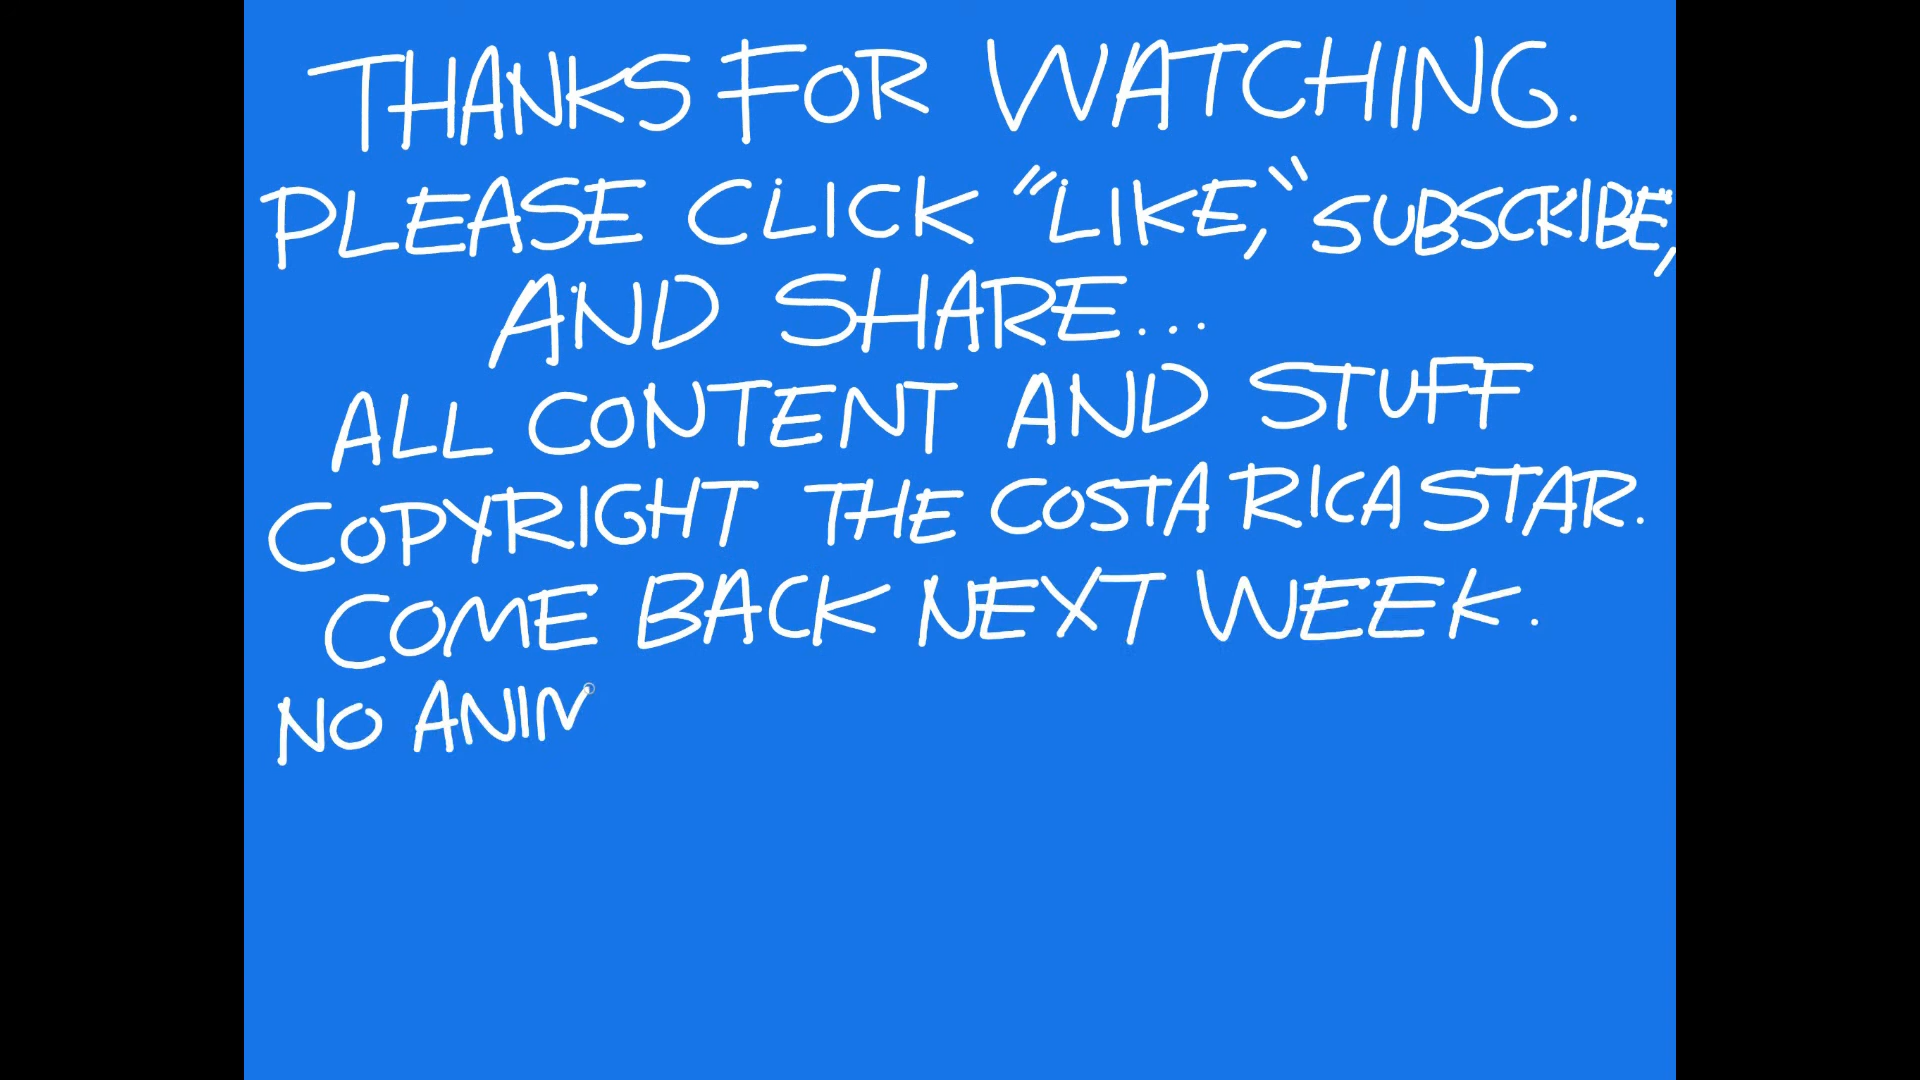 THANKS FOR WATCHING.
PLEASE CLICK "LIKE," SUBSCRIBE,
AND SHARE...
ALL CONTENT AND STUFF
COPYRIGHT THE COSTA RICA STAR.
COME BACK NEXT WEEK.
NO